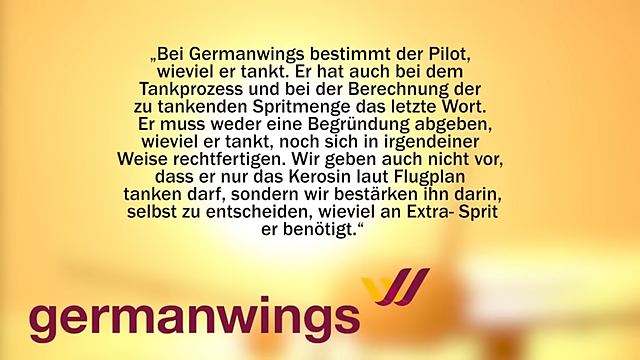 „Bei Germanwings bestimmt der Pilot,
wieviel er tankt. Er hat auch bei dem
Tankprozess und bei der Berechnung der
zu tankenden Spritmenge das letzte Wort.
Er muss weder eine Begründung abgeben,
wieviel er tankt, noch sich in irgendeiner
Weise rechtfertigen. Wir geben auch nicht vor,
dass er nur das Kerosin laut Flugplan
tanken darf, sondern wir bestärken ihn darin,
selbst zu entscheiden, wieviel an Extra- Sprit
er benötigt.“
germanwings